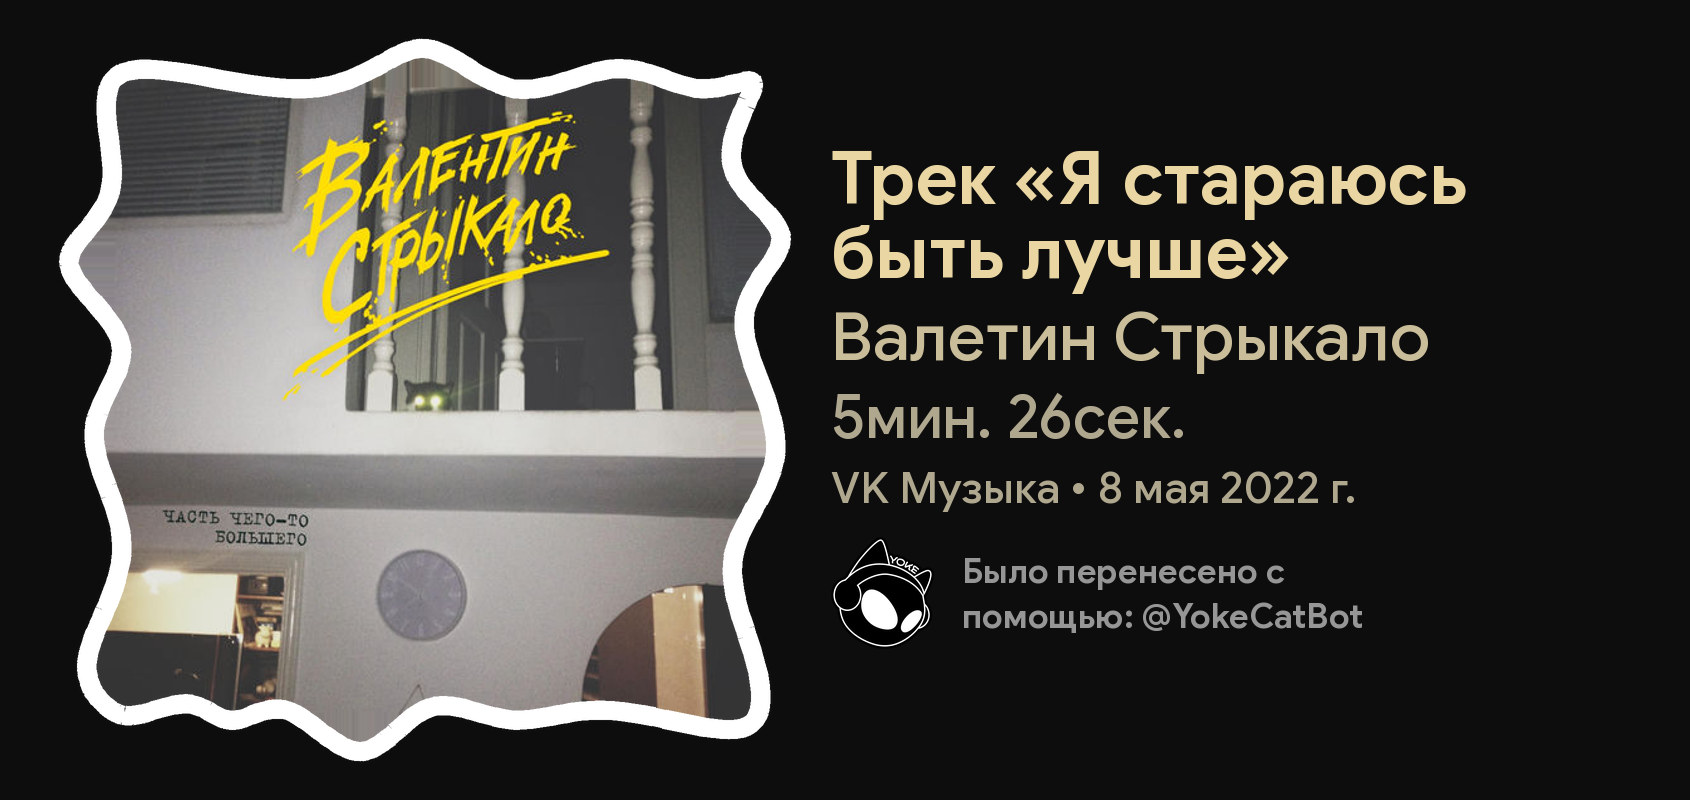 Валентин
Стрыкало
ЧАСТЬ ЧЕГО-ТО
БОЛЬШЕГО
Трек «Я стараюсь
быть лучше»
Валетин Стрыкало
5мин. 26сек.
VK Музыка • 8 мая 2022 г.
YOKE
Было перенесено с
помощью: @YokeCatBot